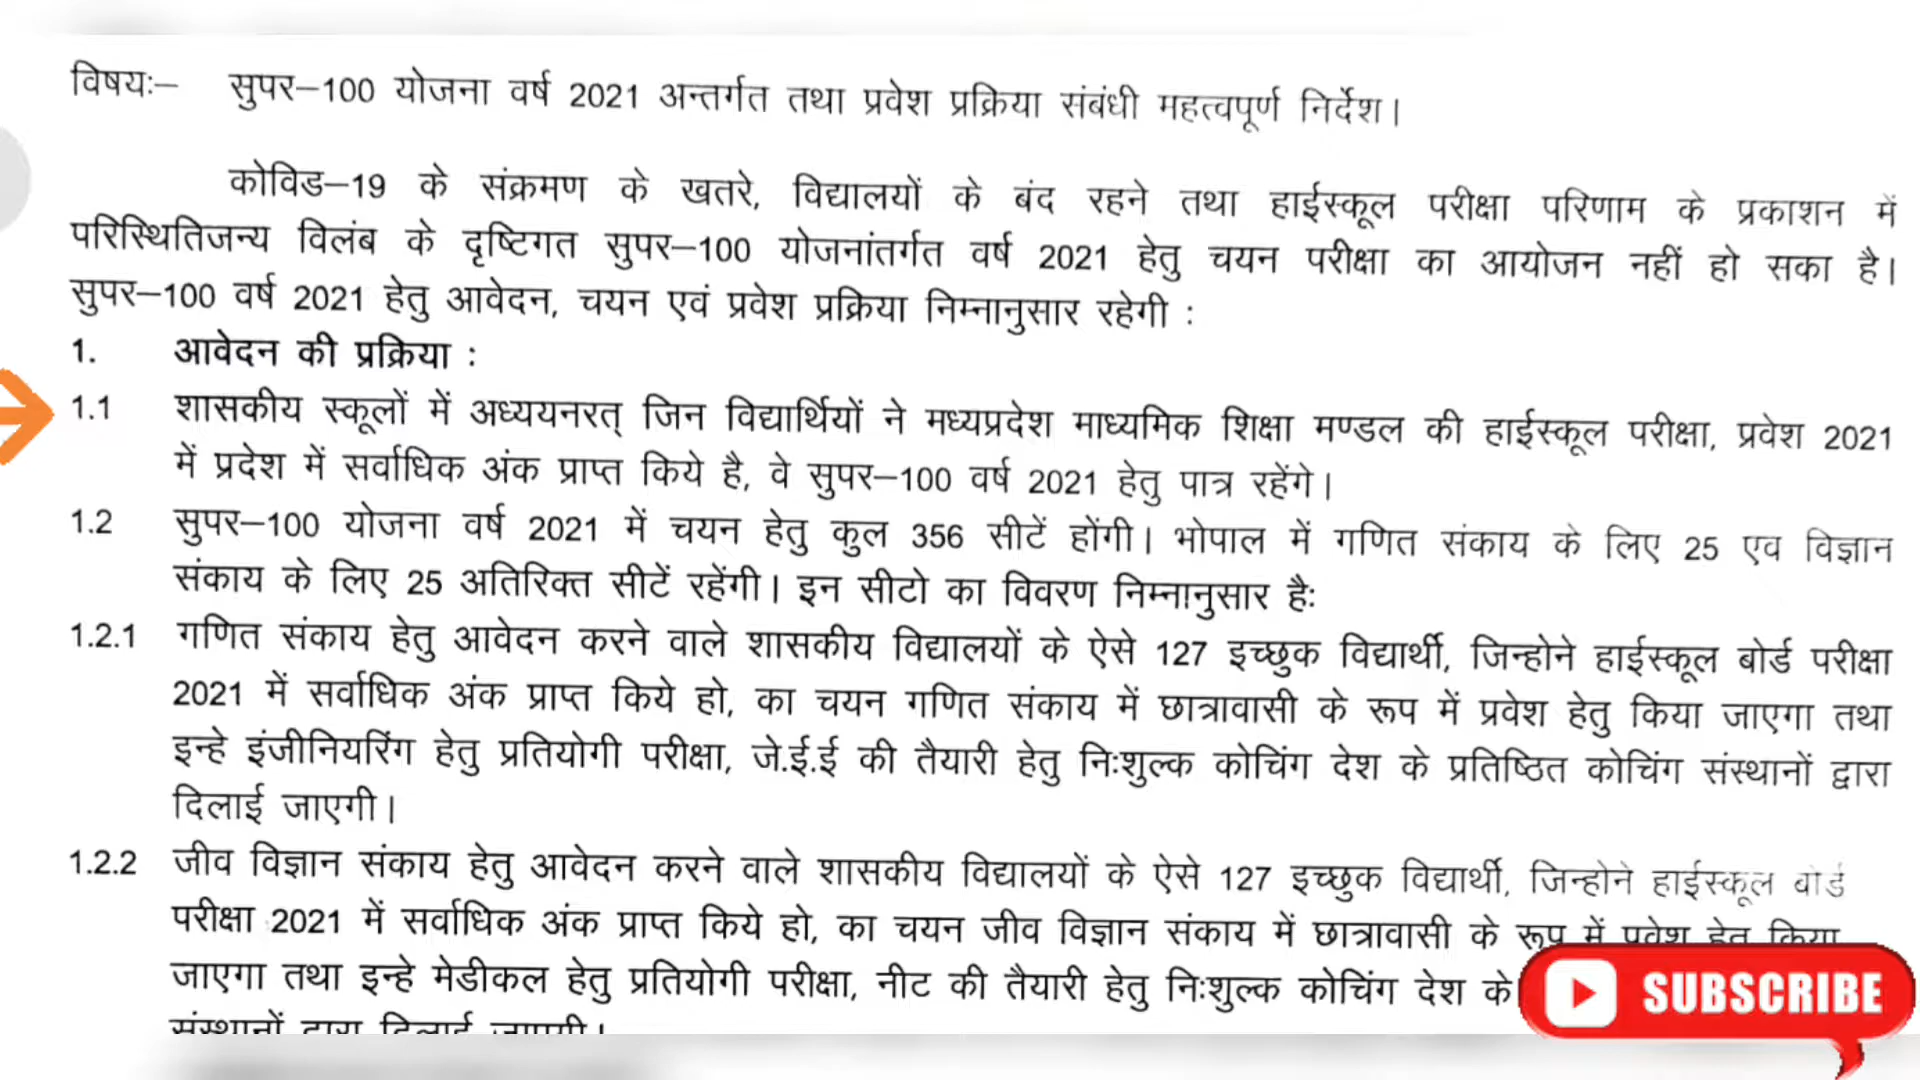 विषयः– सुपर–100 योजना वर्ष 2021 अन्तर्गत तथा प्रवेश प्रक्रिया संबंधी महत्वपूर्ण निर्देश।
कोविड–19 के संक्रमण के खतरे, विद्यालयों के बंद रहने तथा हाईस्कूल परीक्षा परिणाम के प्रकाशन में
परिस्थितिजन्य विलंब के दृष्टिगत सुपर–100 योजनांतर्गत वर्ष 2021 हेतु चयन परीक्षा का आयोजन नहीं हो सका है।
सुपर–100 वर्ष 2021 हेतु आवेदन, चयन एवं प्रवेश प्रक्रिया निम्नानुसार रहेगी :
1. आवेदन की प्रक्रिया :
1.1 शासकीय स्कूलों में अध्ययनरत् जिन विद्यार्थियों ने मध्यप्रदेश माध्यमिक शिक्षा मण्डल की हाईस्कूल परीक्षा, प्रवेश 2021
में प्रदेश में सर्वाधिक अंक प्राप्त किये है, वे सुपर–100 वर्ष 2021 हेतु पात्र रहेंगे।
1.2 सुपर–100 योजना वर्ष 2021 में चयन हेतु कुल 356 सीटें होंगी। भोपाल में गणित संकाय के लिए 25 एव विज्ञान
संकाय के लिए 25 अतिरिक्त सीटें रहेंगी। इन सीटो का विवरण निम्नानुसार हैः
1.2.1 गणित संकाय हेतु आवेदन करने वाले शासकीय विद्यालयों के ऐसे 127 इच्छुक विद्यार्थी, जिन्होने हाईस्कूल बोर्ड परीक्षा
2021 में सर्वाधिक अंक प्राप्त किये हो, का चयन गणित संकाय में छात्रावासी के रूप में प्रवेश हेतु किया जाएगा तथा
इन्हे इंजीनियरिंग हेतु प्रतियोगी परीक्षा, जे.ई.ई की तैयारी हेतु निःशुल्क कोचिंग देश के प्रतिष्ठित कोचिंग संस्थानों द्वारा
दिलाई जाएगी।
1.2.2 जीव विज्ञान संकाय हेतु आवेदन करने वाले शासकीय विद्यालयों के ऐसे 127 इच्छुक विद्यार्थी, जिन्होने हाईस्कूल बोर्ड
परीक्षा 2021 में सर्वाधिक अंक प्राप्त किये हो, का चयन जीव विज्ञान संकाय में छात्रावासी के रूप में प्रवेश हेतु किया
जाएगा तथा इन्हे मेडीकल हेतु प्रतियोगी परीक्षा, नीट की तैयारी हेतु निःशुल्क कोचिंग देश के
संस्थानों द्वारा दिलाई जाएगी।
SUBSCRIBE